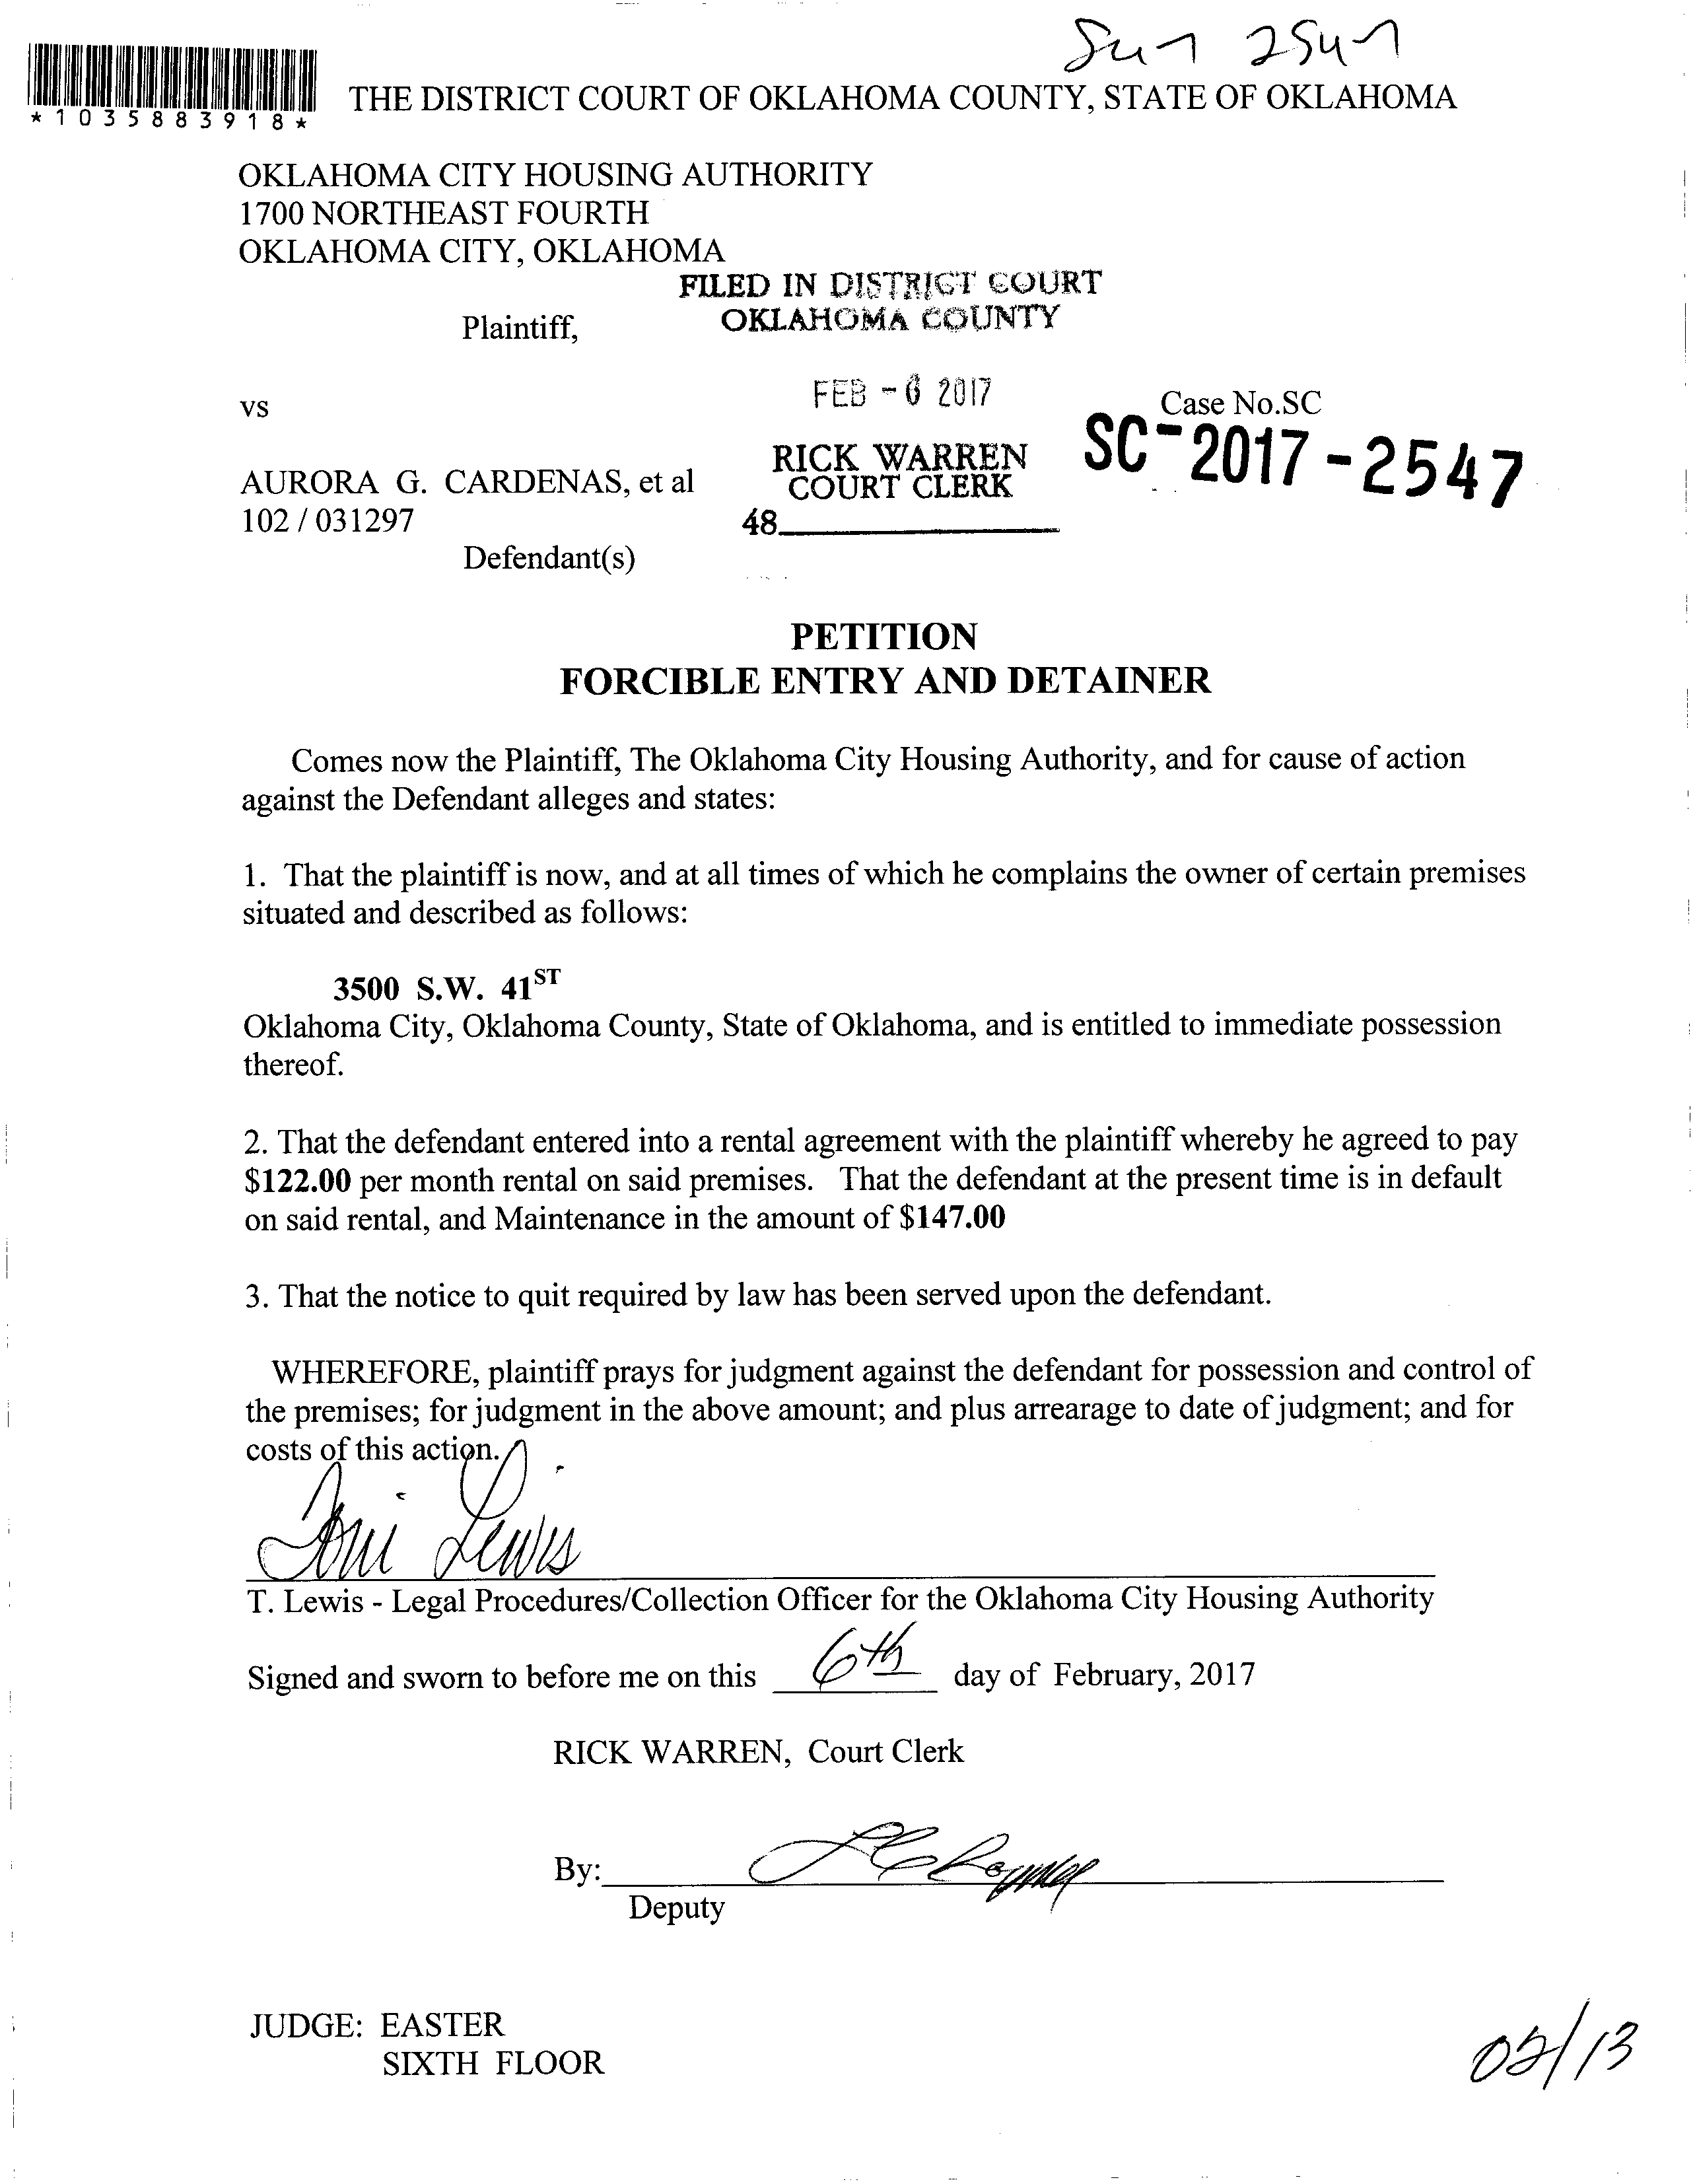 *1035883918*
THE DISTRICT COURT OF OKLAHOMA COUNTY, STATE OF OKLAHOMA
OKLAHOMA CITY HOUSING AUTHORITY
1700 NORTHEAST FOURTH
OKLAHOMA CITY, OKLAHOMA
FILED IN DISTRICT COURT
OKLAHOMA COUNTY
Plaintiff,
FEB - 6 2017
vs
Case No.SC
SC-2017-2547
RICK WARREN
COURT CLERK
AURORA G. CARDENAS, et al
102 / 031297
48
Defendant(s)
PETITION
FORCIBLE ENTRY AND DETAINER
Comes now the Plaintiff, The Oklahoma City Housing Authority, and for cause of action
against the Defendant alleges and states:
1. That the plaintiff is now, and at all times of which he complains the owner of certain premises
situated and described as follows:
3500 S.W. 41ST
Oklahoma City, Oklahoma County, State of Oklahoma, and is entitled to immediate possession
thereof.
2. That the defendant entered into a rental agreement with the plaintiff whereby he agreed to pay
$122.00 per month rental on said premises. That the defendant at the present time is in default
on said rental, and Maintenance in the amount of $147.00
3. That the notice to quit required by law has been served upon the defendant.
WHEREFORE, plaintiff prays for judgment against the defendant for possession and control of
the premises; for judgment in the above amount; and plus arrearage to date of judgment; and for
costs of this action.
Toni Lewis
T. Lewis - Legal Procedures/Collection Officer for the Oklahoma City Housing Authority
Signed and sworn to before me on this 6th day of February, 2017
RICK WARREN, Court Clerk
By:
Deputy
JUDGE: EASTER
SIXTH FLOOR
02/13